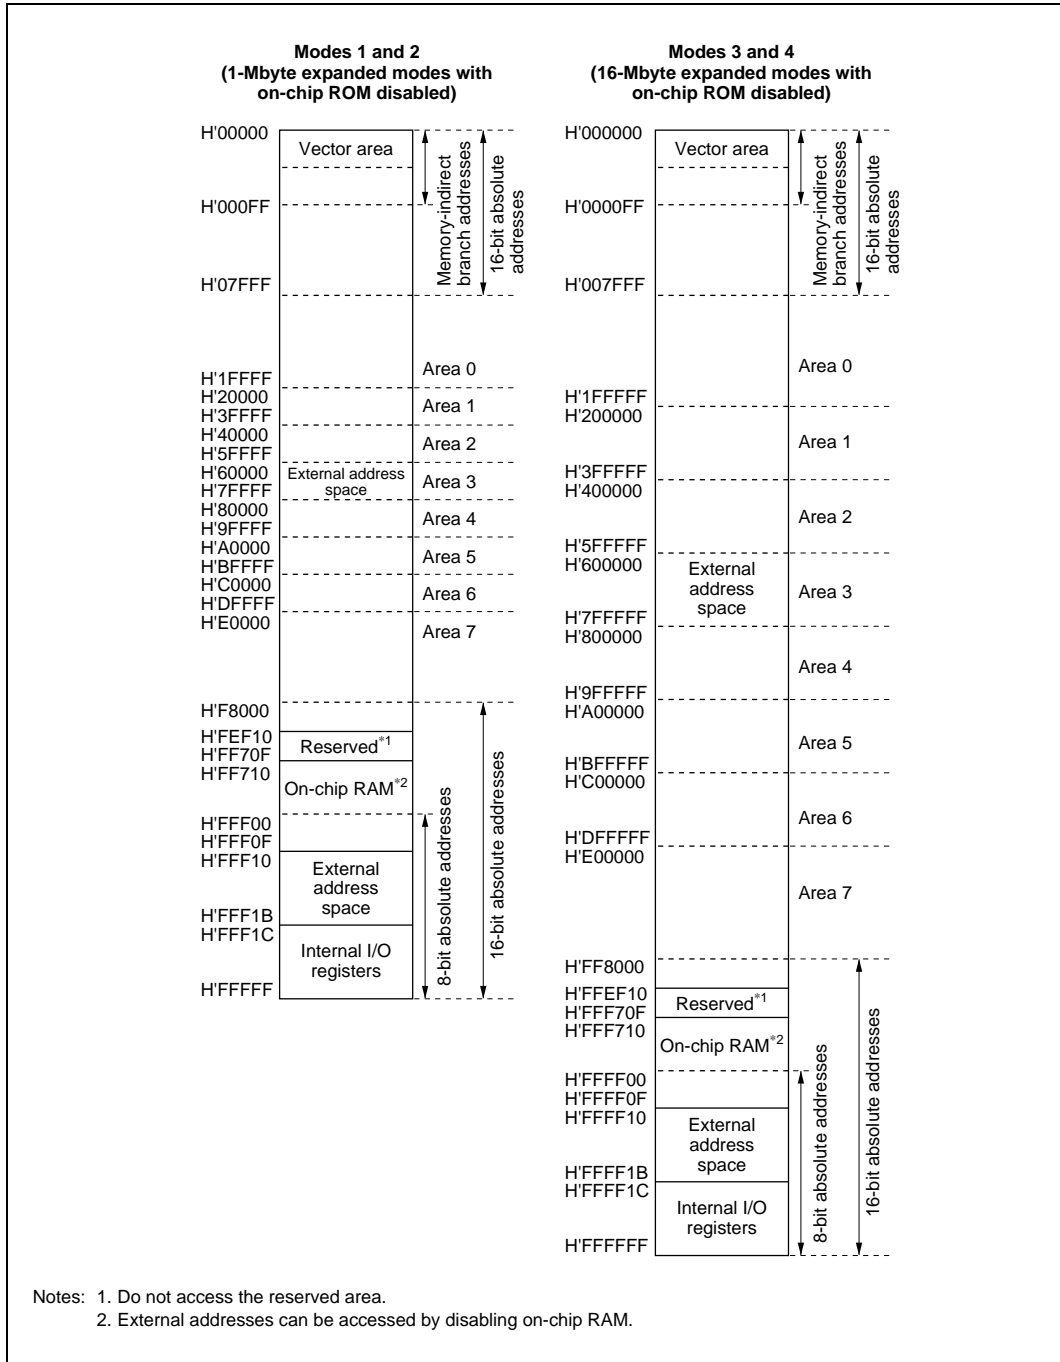 Modes 1 and 2
(1-Mbyte expanded modes with
on-chip ROM disabled)
H'00000
Vector area
H'000FF
H'07FFF
Memory-indirect
branch addresses
16-bit absolute
addresses
H'1FFFF
Area 0
H'20000
H'3FFFF
Area 1
H'40000
H'5FFFF
Area 2
H'60000
H'7FFFF
External address
space
Area 3
H'80000
H'9FFFF
Area 4
H'A0000
H'BFFFF
Area 5
H'C0000
H'DFFFF
Area 6
H'E0000
Area 7
H'F8000
H'FEF10
Reserved*1
H'FF70F
H'FF710
On-chip RAM*2
H'FFF00
H'FFF0F
H'FFF10
External
address
space
H'FFF1B
H'FFF1C
Internal I/O
registers
H'FFFFF
8-bit absolute addresses
16-bit absolute addresses
Modes 3 and 4
(16-Mbyte expanded modes with
on-chip ROM disabled)
H'000000
Vector area
H'0000FF
H'007FFF
Memory-indirect
branch addresses
16-bit absolute
addresses
Area 0
H'1FFFFF
H'200000
Area 1
H'3FFFFF
H'400000
Area 2
H'5FFFFF
H'600000
External
address
space
Area 3
H'7FFFFF
H'800000
Area 4
H'9FFFFF
H'A00000
Area 5
H'BFFFFF
H'C00000
Area 6
H'DFFFFF
H'E00000
Area 7
H'FF8000
H'FFEF10
Reserved*1
H'FFF70F
H'FFF710
On-chip RAM*2
H'FFFF00
H'FFFF0F
H'FFFF10
External
address
space
H'FFFF1B
H'FFFF1C
Internal I/O
registers
H'FFFFFF
8-bit absolute addresses
16-bit absolute addresses
Notes: 1. Do not access the reserved area.
2. External addresses can be accessed by disabling on-chip RAM.